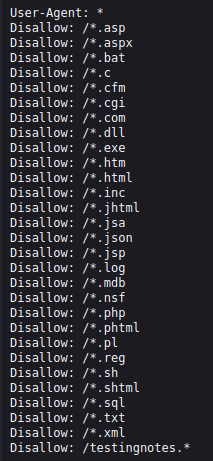 User-Agent: *
Disallow: /*.asp
Disallow: /*.aspx
Disallow: /*.bat
Disallow: /*.c
Disallow: /*.cfm
Disallow: /*.cgi
Disallow: /*.com
Disallow: /*.dll
Disallow: /*.exe
Disallow: /*.htm
Disallow: /*.html
Disallow: /*.inc
Disallow: /*.jhtml
Disallow: /*.jsa
Disallow: /*.json
Disallow: /*.jsp
Disallow: /*.log
Disallow: /*.mdb
Disallow: /*.nsf
Disallow: /*.php
Disallow: /*.phtml
Disallow: /*.pl
Disallow: /*.reg
Disallow: /*.sh
Disallow: /*.shtml
Disallow: /*.sql
Disallow: /*.txt
Disallow: /*.xml
Disallow: /testingnotes.*